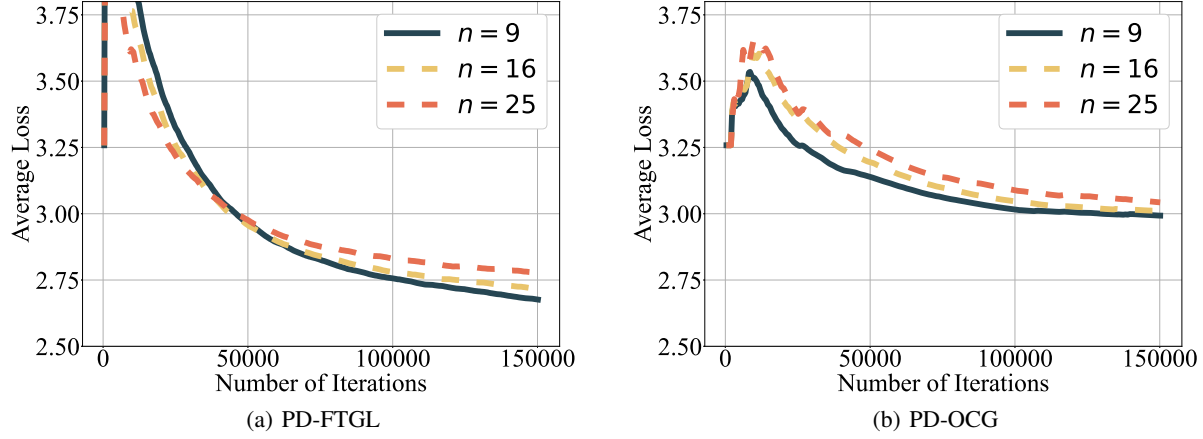 3.75
3.50
3.25
3.00
2.75
2.50
Average Loss
n = 9
n = 16
n = 25
0
50000
100000
150000
Number of Iterations
(a) PD-FTGL
3.75
3.50
3.25
3.00
2.75
2.50
Average Loss
n = 9
n = 16
n = 25
0
50000
100000
150000
Number of Iterations
(b) PD-OCG